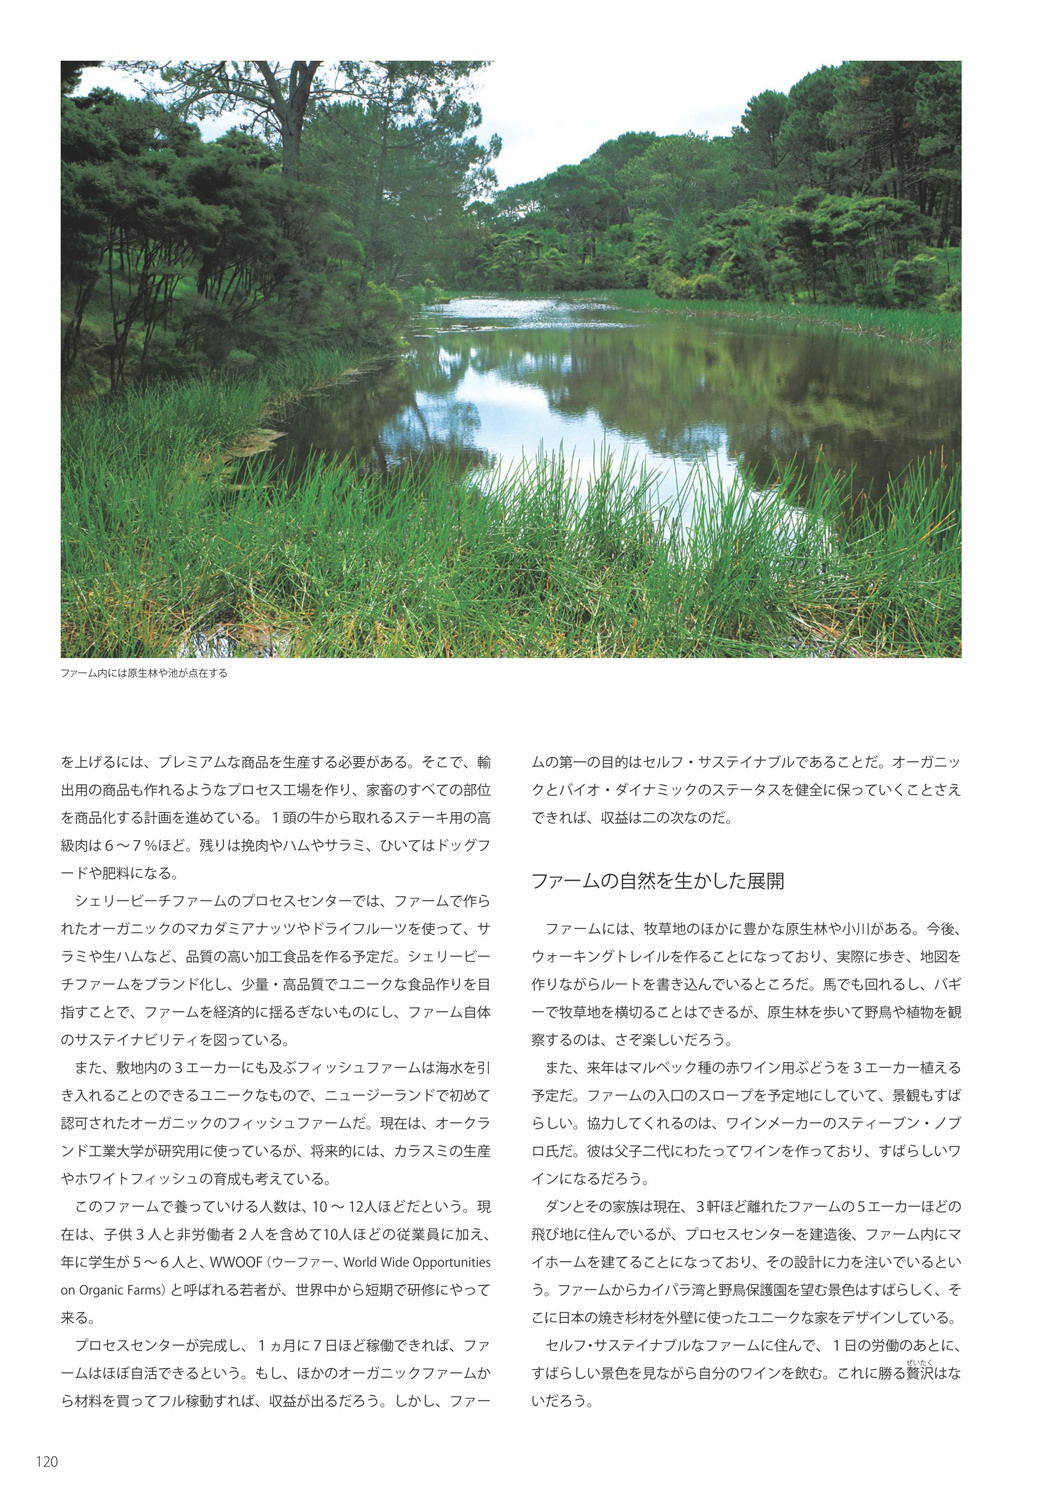 ファーム内には原生林や池が点在する
を上げるには、プレミアムな商品を生産する必要がある。そこで、輸
出用の商品も作れるようなプロセス工場を作り、家畜のすべての部位
を商品化する計画を進めている。1頭の牛から取れるステーキ用の高
級肉は6〜7%ほど。残りは挽肉やハムやサラミ、ひいてはドッグフ
ードや肥料になる。
シェリービーチファームのプロセスセンターでは、ファームで作ら
れたオーガニックのマカダミアナッツやドライフルーツを使って、サ
ラミや生ハムなど、品質の高い加工食品を作る予定だ。シェリービー
チファームをブランド化し、少量・高品質でユニークな食品作りを目
指すことで、ファームを経済的に揺るぎないものにし、ファーム自体
のサステイナビリティを図っている。
また、敷地内の3エーカーにも及ぶフィッシュファームは海水を引
き入れることのできるユニークなもので、ニュージーランドで初めて
認可されたオーガニックのフィッシュファームだ。現在は、オークラ
ンド工業大学が研究用に使っているが、将来的には、カラスミの生産
やホワイトフィッシュの育成も考えている。
このファームで養っていける人数は、10〜12人ほどだという。現
在は、子供3人と非労働者2人を含めて10人ほどの従業員に加え、
年に学生が5〜6人と、WWOOF（ウーファー、World Wide Opportunities
on Organic Farms）と呼ばれる若者が、世界中から短期で研修にやって
来る。
プロセスセンターが完成し、1ヵ月に7日ほど稼働できれば、ファ
ームはほぼ自活できるという。もし、ほかのオーガニックファームか
ら材料を買ってフル稼動すれば、収益が出るだろう。しかし、ファー
ムの第一の目的はセルフ・サステイナブルであることだ。オーガニッ
クとバイオ・ダイナミックのステータスを健全に保っていくことさえ
できれば、収益は二の次なのだ。
ファームの自然を生かした展開
ファームには、牧草地のほかに豊かな原生林や小川がある。今後、
ウォーキングトレイルを作ることになっており、実際に歩き、地図を
作りながらルートを書き込んでいるところだ。馬でも回れるし、バギ
ーで牧草地を横切ることはできるが、原生林を歩いて野鳥や植物を観
察するのは、さぞ楽しいだろう。
また、来年はマルベック種の赤ワイン用ぶどうを3エーカー植える
予定だ。ファームの入口のスロープを予定地にしていて、景観もすば
らしい。協力してくれるのは、ワインメーカーのスティーブン・ノブ
ロ氏だ。彼は父子二代にわたってワインを作っており、すばらしいワ
インになるだろう。
ダンとその家族は現在、3軒ほど離れたファームの5エーカーほどの
飛び地に住んでいるが、プロセスセンターを建造後、ファーム内にマ
イホームを建てることになっており、その設計に力を注いでいるとい
う。ファームからカイパラ湾と野鳥保護園を望む景色はすばらしく、そ
こに日本の焼き杉材を外壁に使ったユニークな家をデザインしている。
セルフ・サステイナブルなファームに住んで、1日の労働のあとに、
ぜいたく
すばらしい景色を見ながら自分のワインを飲む。これに勝る贅沢はな
いだろう。
120